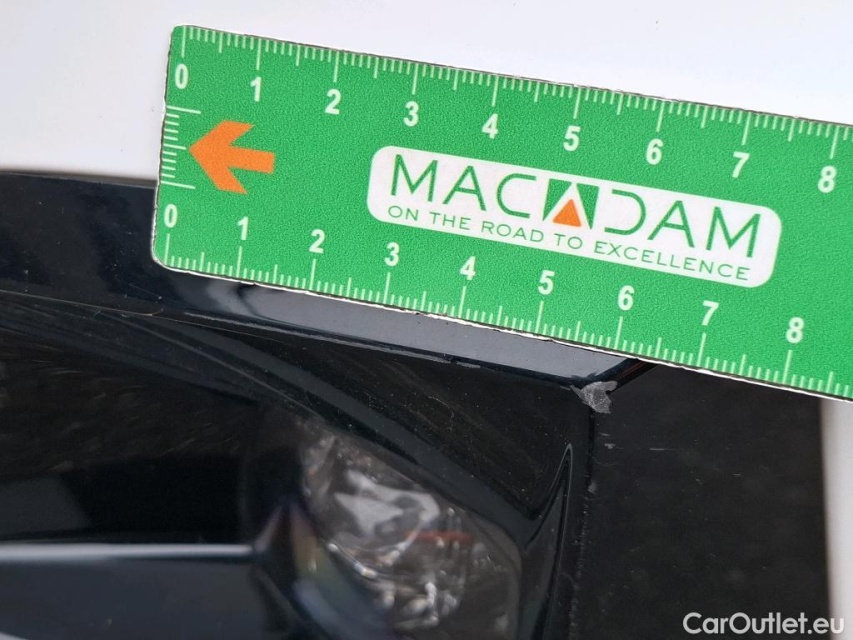 0 1 2 3 4 5 6 7 8
MACADAM
ON THE ROAD TO EXCELLENCE
0 1 2 3 4 5 6 7 8
CarOutlet.eu